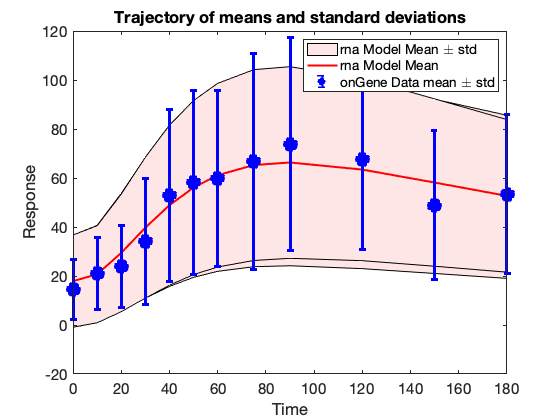 Trajectory of means and standard deviations
120
100
80
60
40
20
0
-20
Response
rna Model Mean ± std
rna Model Mean
onGene Data mean ± std
0 20 40 60 80 100 120 140 160 180
Time